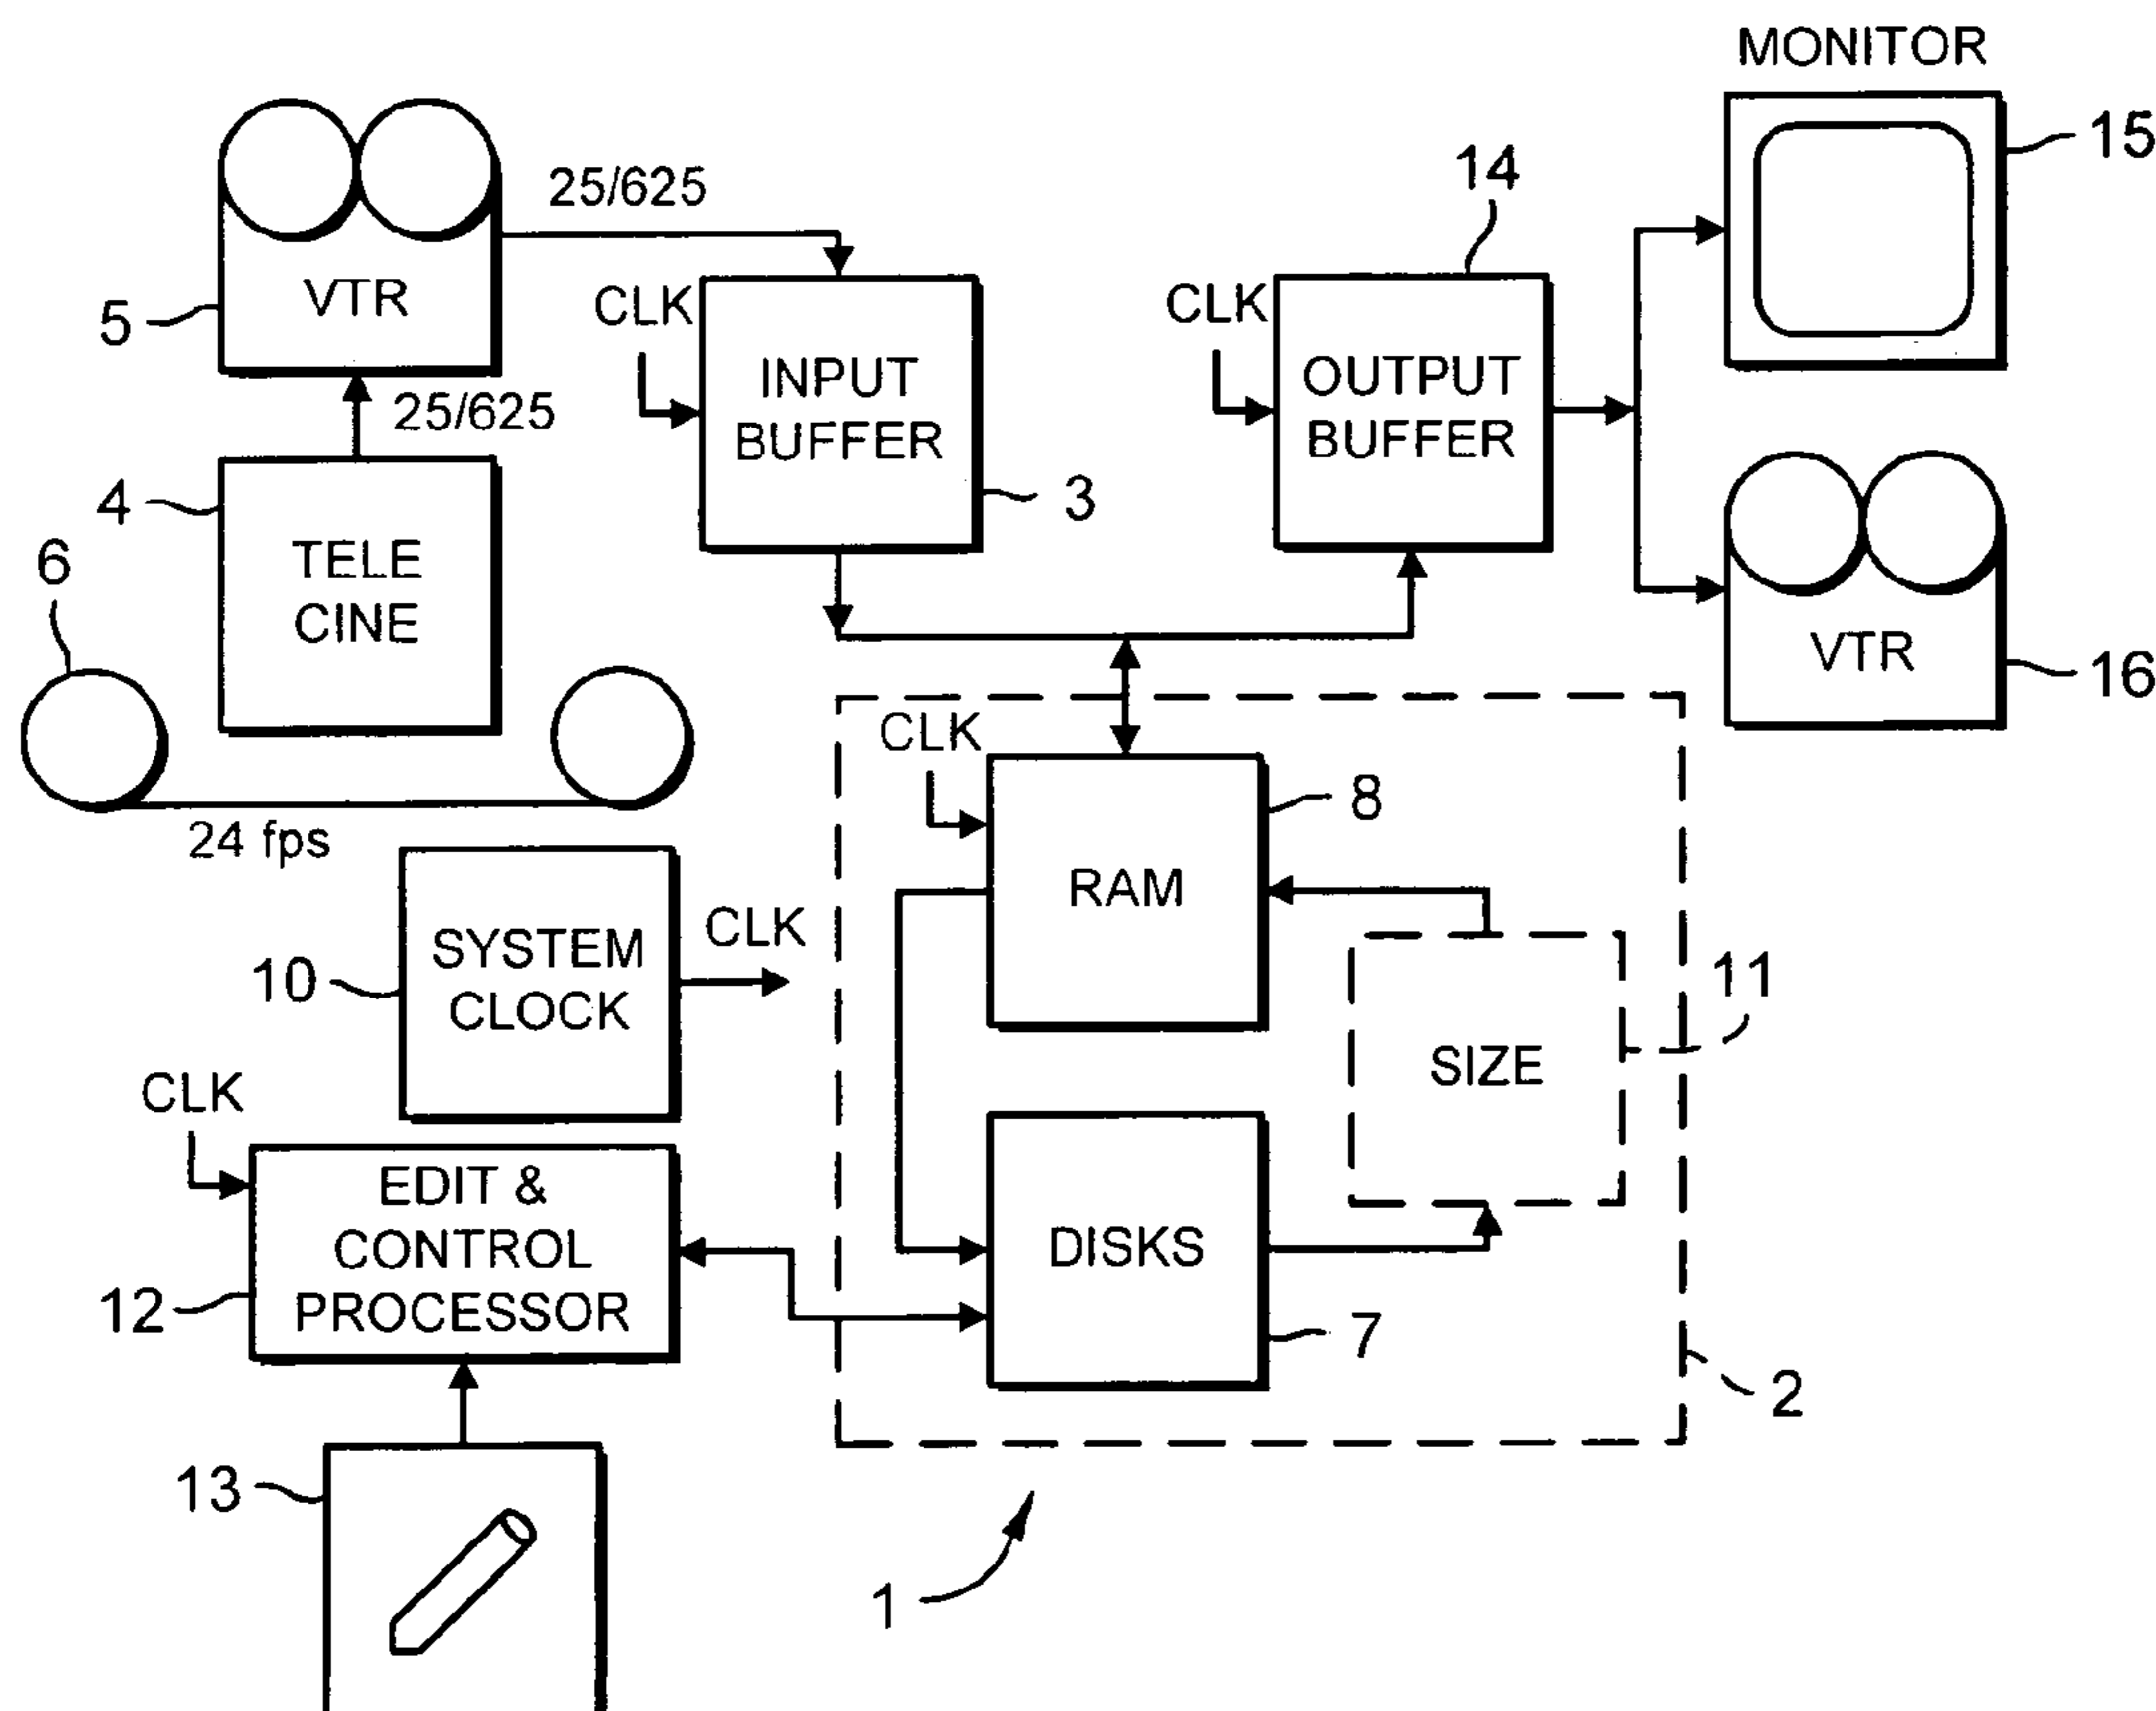 MONITOR
15
14
25/625
5
VTR
CLK
INPUT
BUFFER
3
CLK
OUTPUT
BUFFER
25/625
4
TELE
CINE
6
24 fps
VTR
16
CLK
RAM
8
SYSTEM
CLOCK
10
CLK
SIZE
11
CLK
EDIT &
CONTROL
PROCESSOR
12
DISKS
7
2
13
1